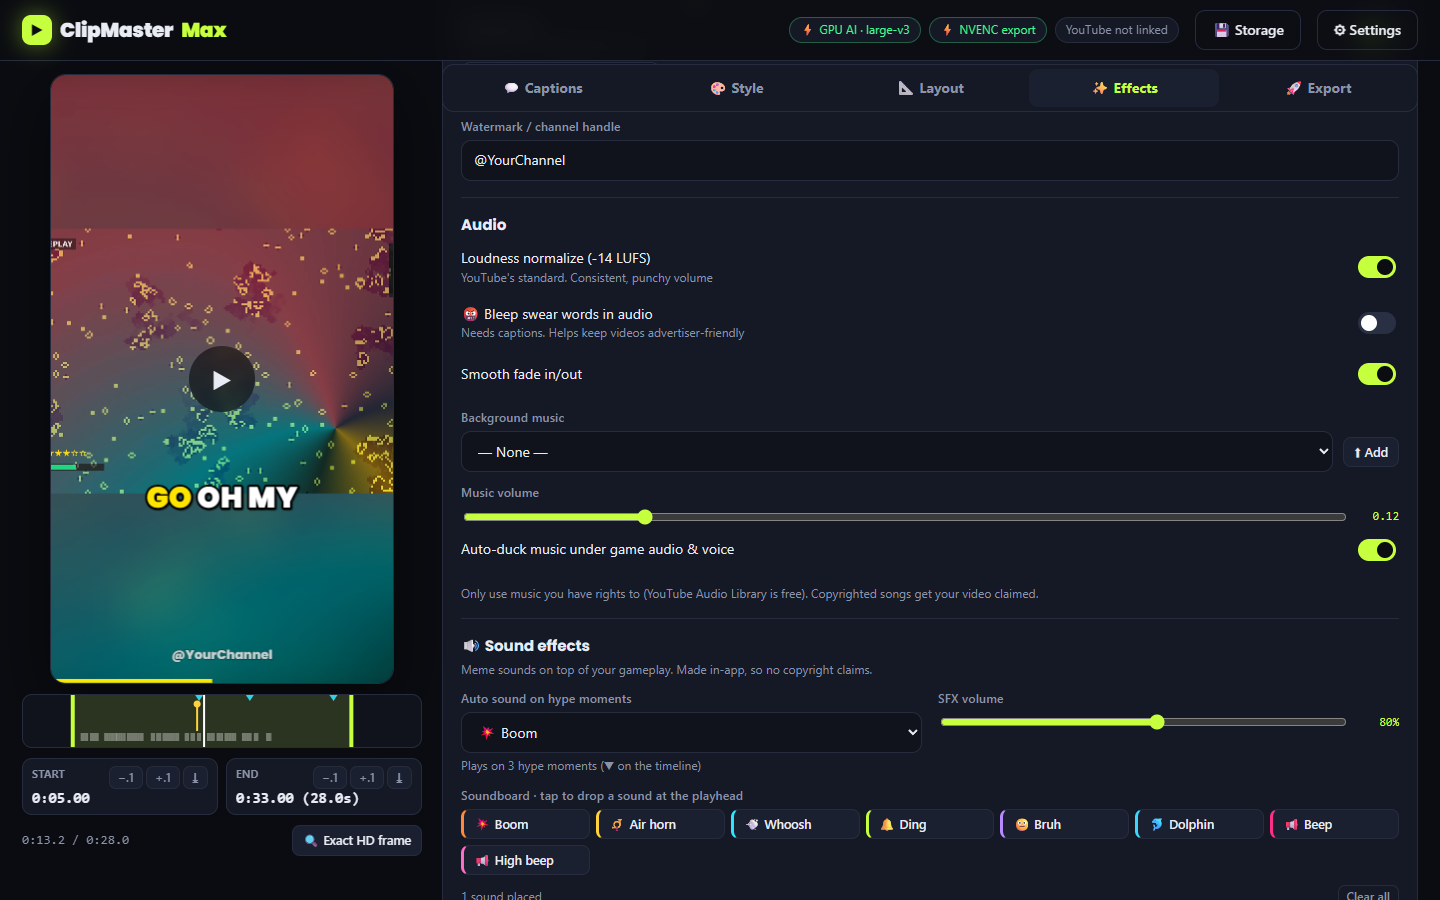 ClipMaster Max
GPU AI · large-v3
NVENC export
YouTube not linked
Storage
Settings
Captions
Style
Layout
Effects
Export
PLAY
GO OH MY
@YourChannel
START
−.1
+.1
0:05.00
END
−.1
+.1
0:33.00 (28.0s)
0:13.2 / 0:28.0
Exact HD frame
Watermark / channel handle
@YourChannel
Audio
Loudness normalize (-14 LUFS)
YouTube's standard. Consistent, punchy volume
Bleep swear words in audio
Needs captions. Helps keep videos advertiser-friendly
Smooth fade in/out
Background music
— None —
Add
Music volume
0.12
Auto-duck music under game audio & voice
Only use music you have rights to (YouTube Audio Library is free). Copyrighted songs get your video claimed.
Sound effects
Meme sounds on top of your gameplay. Made in-app, so no copyright claims.
Auto sound on hype moments
Boom
Plays on 3 hype moments (▼ on the timeline)
SFX volume
80%
Soundboard · tap to drop a sound at the playhead
Boom
Air horn
Whoosh
Ding
Bruh
Dolphin
Beep
High beep
1 sound placed
Clear all